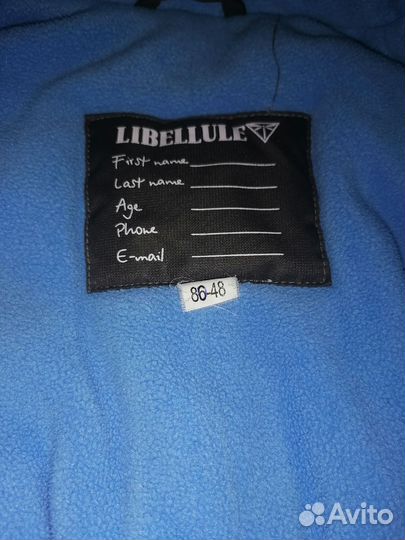 LIBELLULE
First name
Last name
Age
Phone
E-mail
86-48
Avito